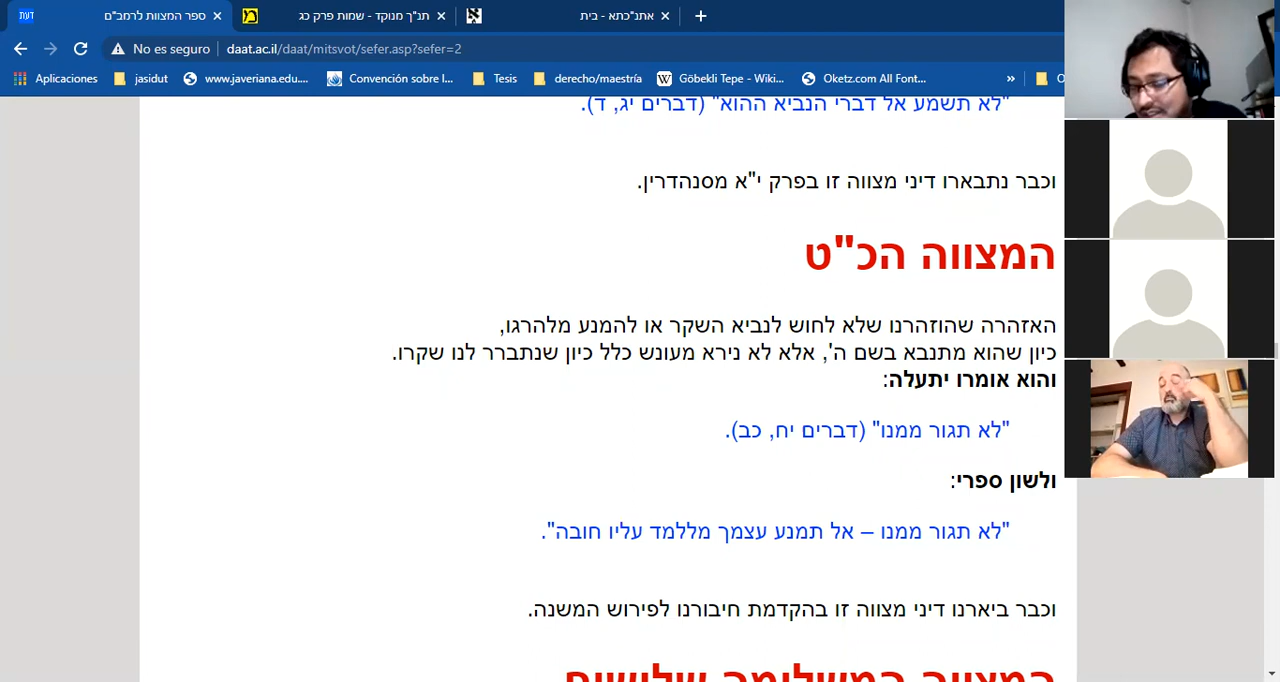 ספר המצוות לרמב"ם
תנ"ך מנוקד - שמות פרק כג
אתנ"כתא - בית
No es seguro
daat.ac.il/daat/mitsvot/sefer.asp?sefer=2
Aplicaciones
jasidut
www.javeriana.edu....
Convención sobre l...
Tesis
derecho/maestría
Göbekli Tepe - Wiki...
Oketz.com All Font...
»
O
"לא תשמע אל דברי הנביא ההוא" (דברים יג, ד).
וכבר נתבארו דיני מצווה זו בפרק י"א מסנהדרין.
המצווה הכ"ט
האזהרה שהוזהרנו שלא לחוש לנביא השקר או להמנע מלהרגו,
כיון שהוא מתנבא בשם ה', אלא לא נירא מעונש כלל כיון שנתברר לנו שקרו.
והוא אומרו יתעלה:
"לא תגור ממנו" (דברים יח, כב).
ולשון ספרי:
"לא תגור ממנו – אל תמנע עצמך מללמד עליו חובה".
וכבר ביארנו דיני מצווה זו בהקדמת חיבורנו לפירוש המשנה.
המצווה המשלימה שלושים